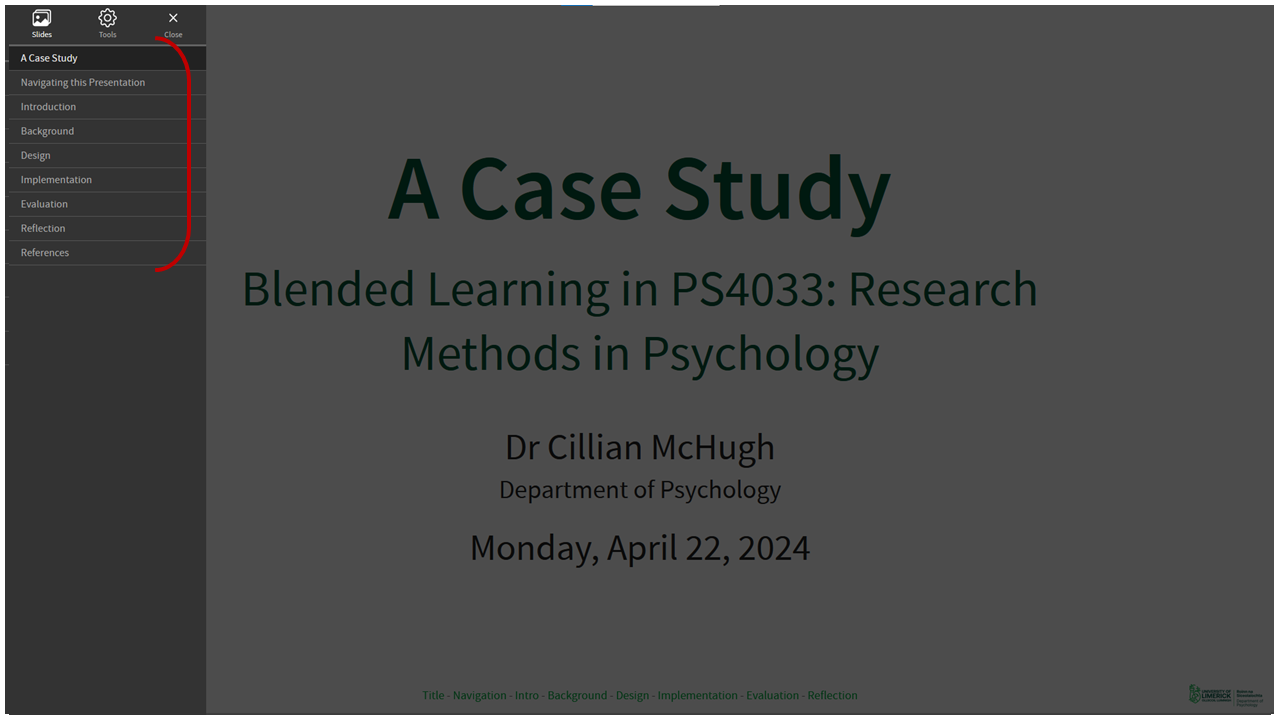 Slides
Tools
Close
A Case Study
Navigating this Presentation
Introduction
Background
Design
Implementation
Evaluation
Reflection
References
A Case Study
Blended Learning in PS4033: Research
Methods in Psychology
Dr Cillian McHugh
Department of Psychology
Monday, April 22, 2024
Title - Navigation - Intro - Background - Design - Implementation - Evaluation - Reflection
UNIVERSITY OF
LIMERICK
Department of
Psychology